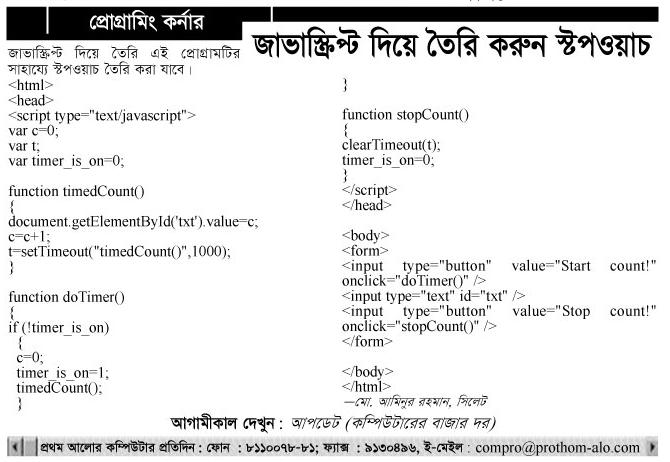 প্রোগ্রামিং কর্নার
জাভাস্ক্রিপ্ট দিয়ে তৈরি করুন স্টপওয়াচ
জাভাস্ক্রিপ্ট দিয়ে তৈরি এই প্রোগ্রামটির
সাহায্যে স্টপওয়াচ তৈরি করা যাবে।
<html>
<head>
<script type="text/javascript">
var c=0;
var t;
var timer_is_on=0;
function timedCount()
{
document.getElementById('txt').value=c;
c=c+1;
t=setTimeout("timedCount()",1000);
}
function doTimer()
{
if (!timer_is_on)
{
c=0;
timer_is_on=1;
timedCount();
}
}
function stopCount()
{
clearTimeout(t);
timer_is_on=0;
}
</script>
</head>
<body>
<form>
<input type="button" value="Start count!"
onclick="doTimer()" />
<input type="text" id="txt" />
<input type="button" value="Stop count!"
onclick="stopCount()" />
</form>
</body>
</html>
—মো. আমিনুর রহমান, সিলেট
আগামীকাল দেখুন : আপডেট (কম্পিউটারের বাজার দর)
প্রথম আলোর কম্পিউটার প্রতিদিন : ফোন : ৮১১০০৭৮-৮১; ফ্যাক্স : ৯১৩০৪৯৬, ই-মেইল : compro@prothom-alo.com